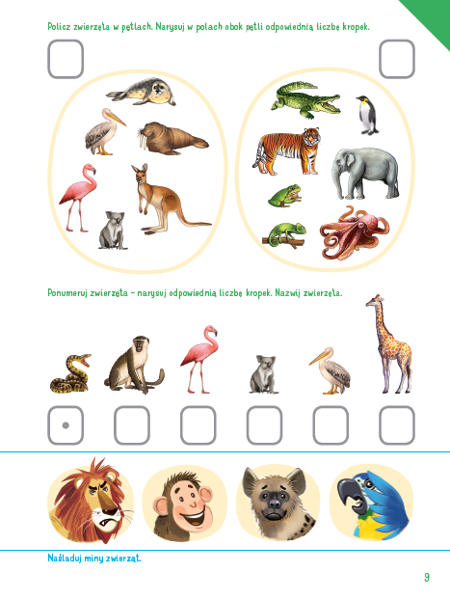 Policz zwierzęta w pętlach. Narysuj w polach obok pętli odpowiednią liczbę kropek.
Ponumeruj zwierzęta – narysuj odpowiednią liczbę kropek. Nazwij zwierzęta.
Naśladuj miny zwierząt.
9